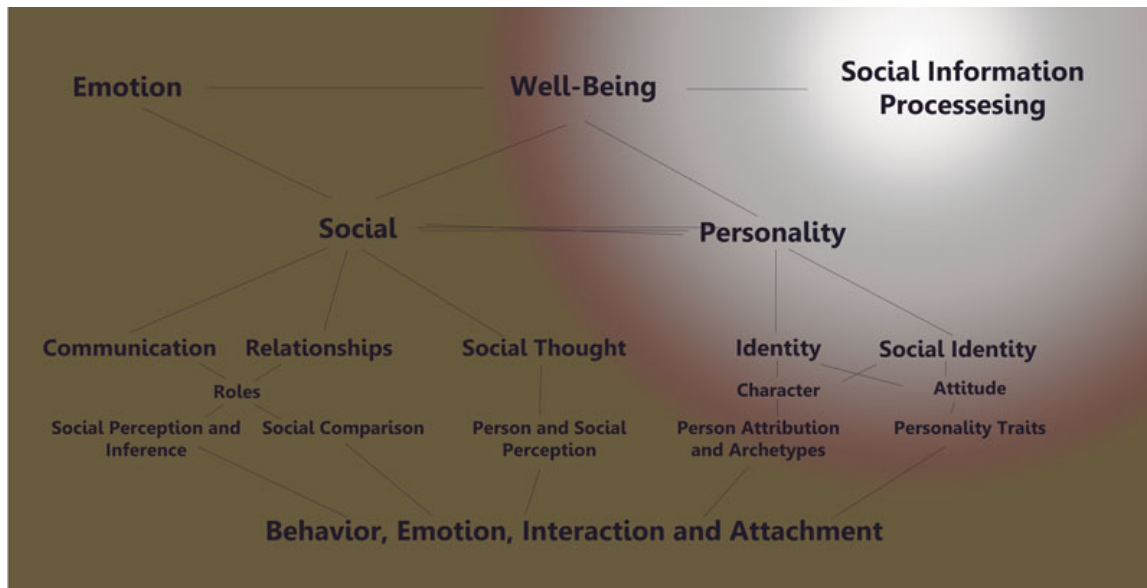 Emotion
Well-Being
Social Information
Processesing
Social
Personality
Communication
Relationships
Social Thought
Identity
Social Identity
Roles
Character
Attitude
Social Perception and
Inference
Social Comparison
Person and Social
Perception
Person Attribution
and Archetypes
Personality Traits
Behavior, Emotion, Interaction and Attachment